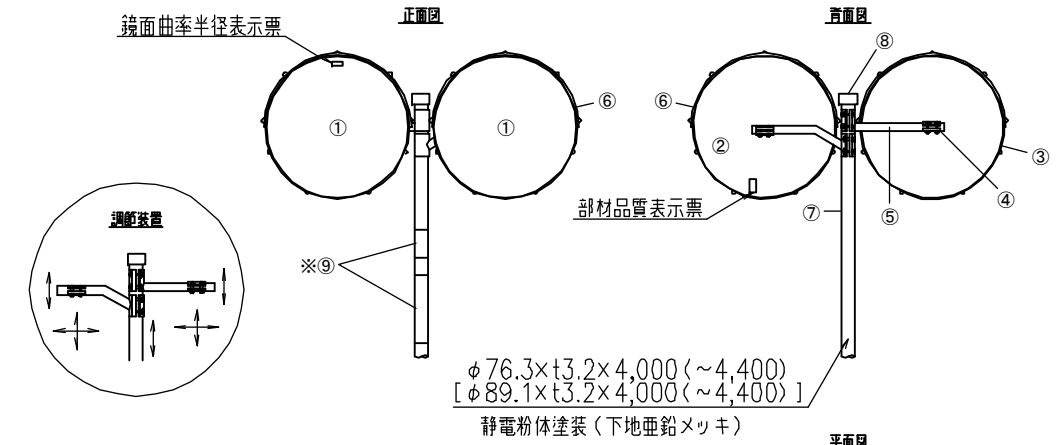 正面図
背面図
鏡面曲率半径表示票
⑧
⑥
⑥
①
①
②
③
④
部材品質表示票
⑦
⑤
調節装置
※⑨
φ76.3×t3.2×4,000(~4,400)
[φ89.1×t3.2×4,000(~4,400)]
静電粉体塗装(下地亜鉛メッキ)
平面図